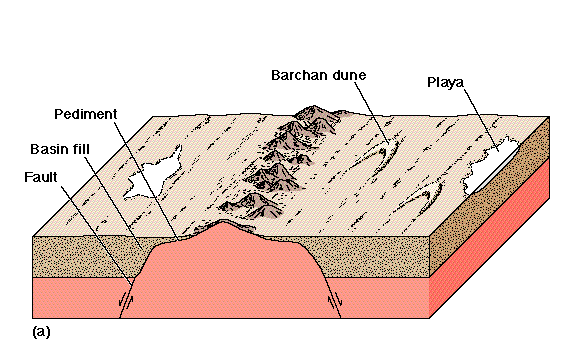 Barchan dune
Playa
Pediment
Basin fill
Fault
(a)